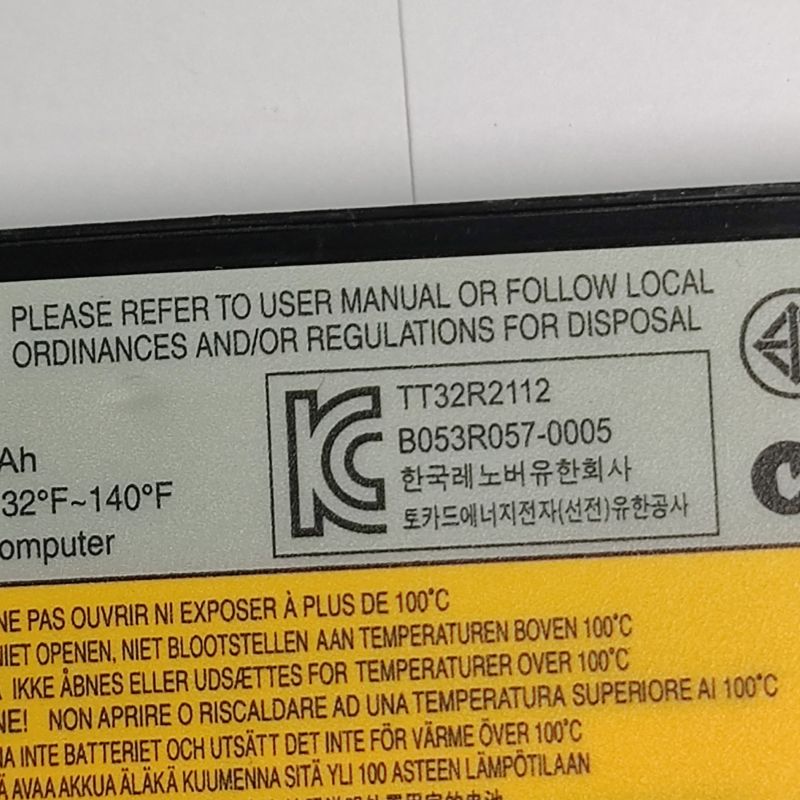 PLEASE REFER TO USER MANUAL OR FOLLOW LOCAL
ORDINANCES AND/OR REGULATIONS FOR DISPOSAL
Ah
32°F~140°F
omputer
KC
TT32R2112
B053R057-0005
한국레노버유한회사
토카드에너지전자(선전)유한공사
NE PAS OUVRIR NI EXPOSER À PLUS DE 100°C
NIET OPENEN, NIET BLOOTSTELLEN AAN TEMPERATUREN BOVEN 100°C
IKKE ÅBNES ELLER UDSÆTTES FOR TEMPERATURER OVER 100°C
NE! NON APRIRE O RISCALDARE AD UNA TEMPERATURA SUPERIORE AI 100°C
NA INTE BATTERIET OCH UTSÄTT DET INTE FÖR VÄRME ÖVER 100°C
Ä AVAA AKKUA ÄLÄKÄ KUUMENNA SITÄ YLI 100 ASTEEN LÄMPÖTILAAN